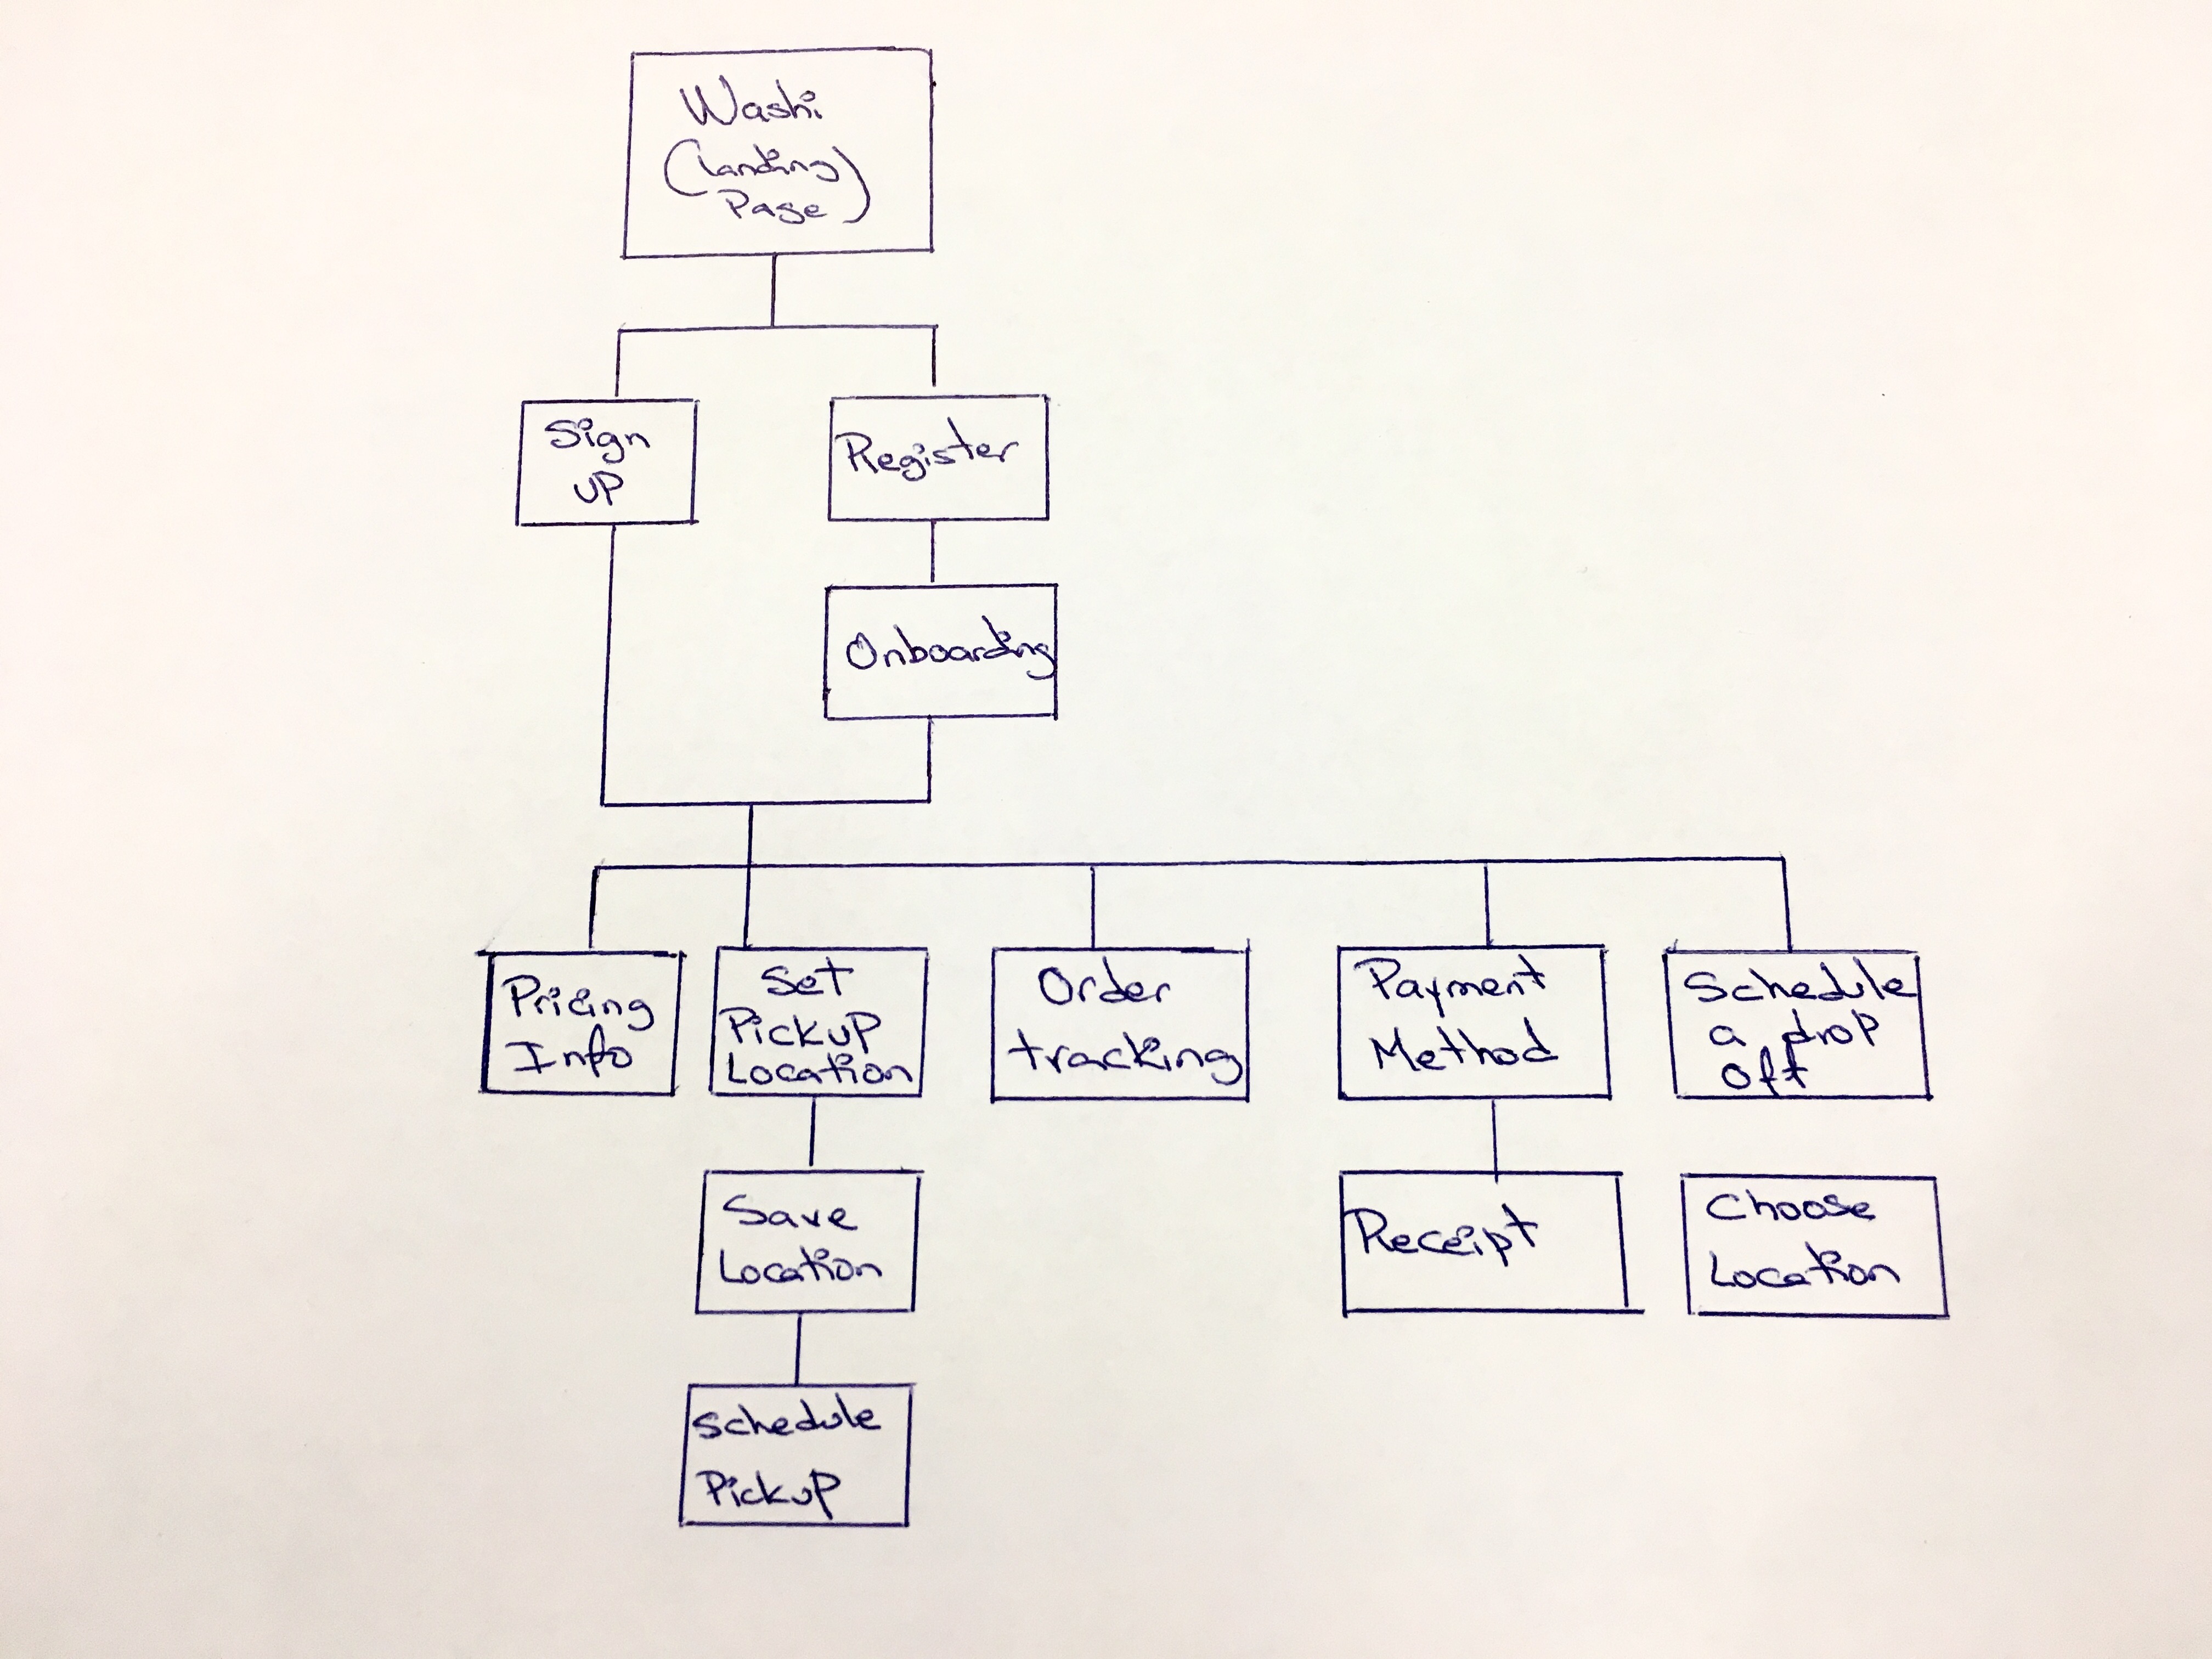 Washi
(Landing
Page)
Sign
UP
Register
Onboarding
Pricing
Info
Set
Pickup
Location
Order
tracking
Payment
Method
Schedule
a drop
Off
Save
Location
Receipt
Choose
Location
Schedule
Pickup